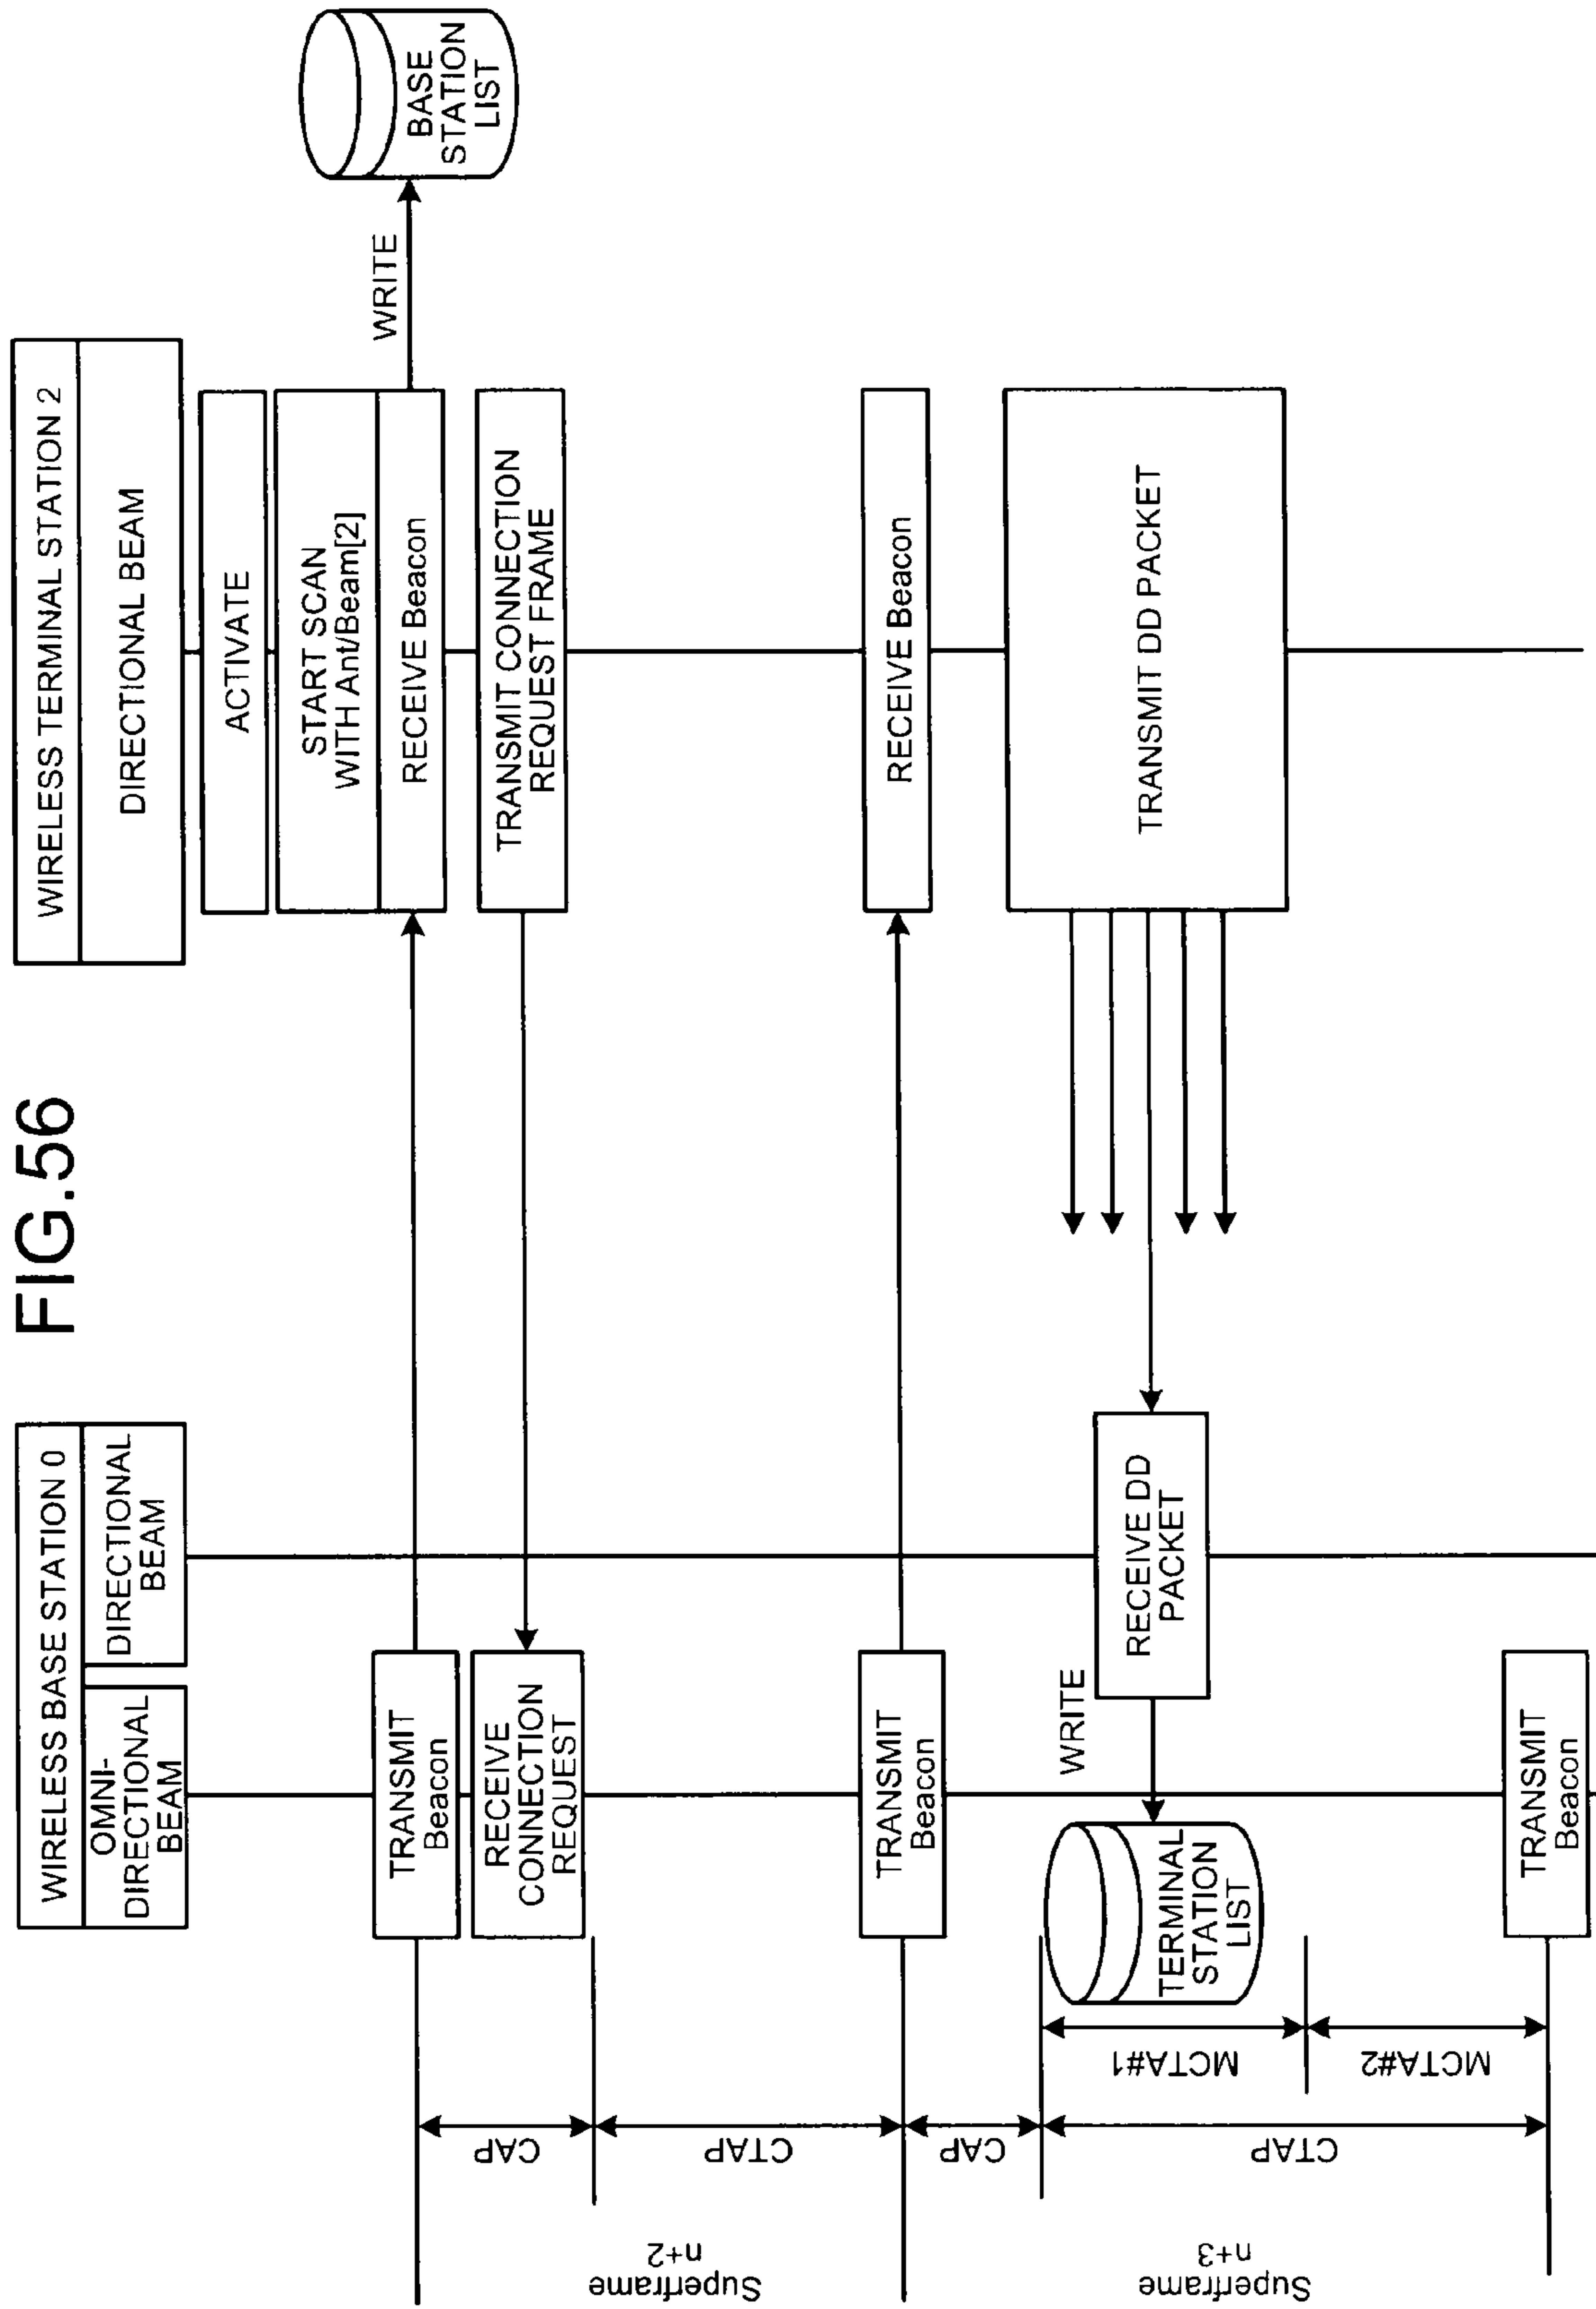 FIG.56
WIRELESS BASE STATION 0
OMNI-
DIRECTIONAL
BEAM
DIRECTIONAL
BEAM
WIRELESS TERMINAL STATION 2
DIRECTIONAL BEAM
ACTIVATE
START SCAN
WITH Ant/Beam[2]
RECEIVE Beacon
WRITE
BASE
STATION
LIST
TRANSMIT
Beacon
RECEIVE
CONNECTION
REQUEST
TRANSMIT CONNECTION
REQUEST FRAME
CAP
CTAP
Superframe
n+2
TRANSMIT
Beacon
RECEIVE Beacon
TRANSMIT DD PACKET
RECEIVE DD
PACKET
WRITE
TERMINAL
STATION
LIST
CAP
MCTA#1
MCTA#2
CTAP
Superframe
n+3
TRANSMIT
Beacon